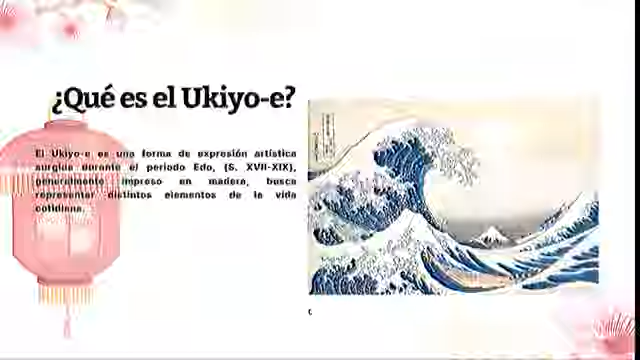 ¿Qué es el Ukiyo-e?
El Ukiyo-e es una forma de expresión artística
surgida durante el periodo Edo, (S. XVII-XIX),
generalmente impreso en madera, busca
representar distintos elementos de la vida
cotidiana.